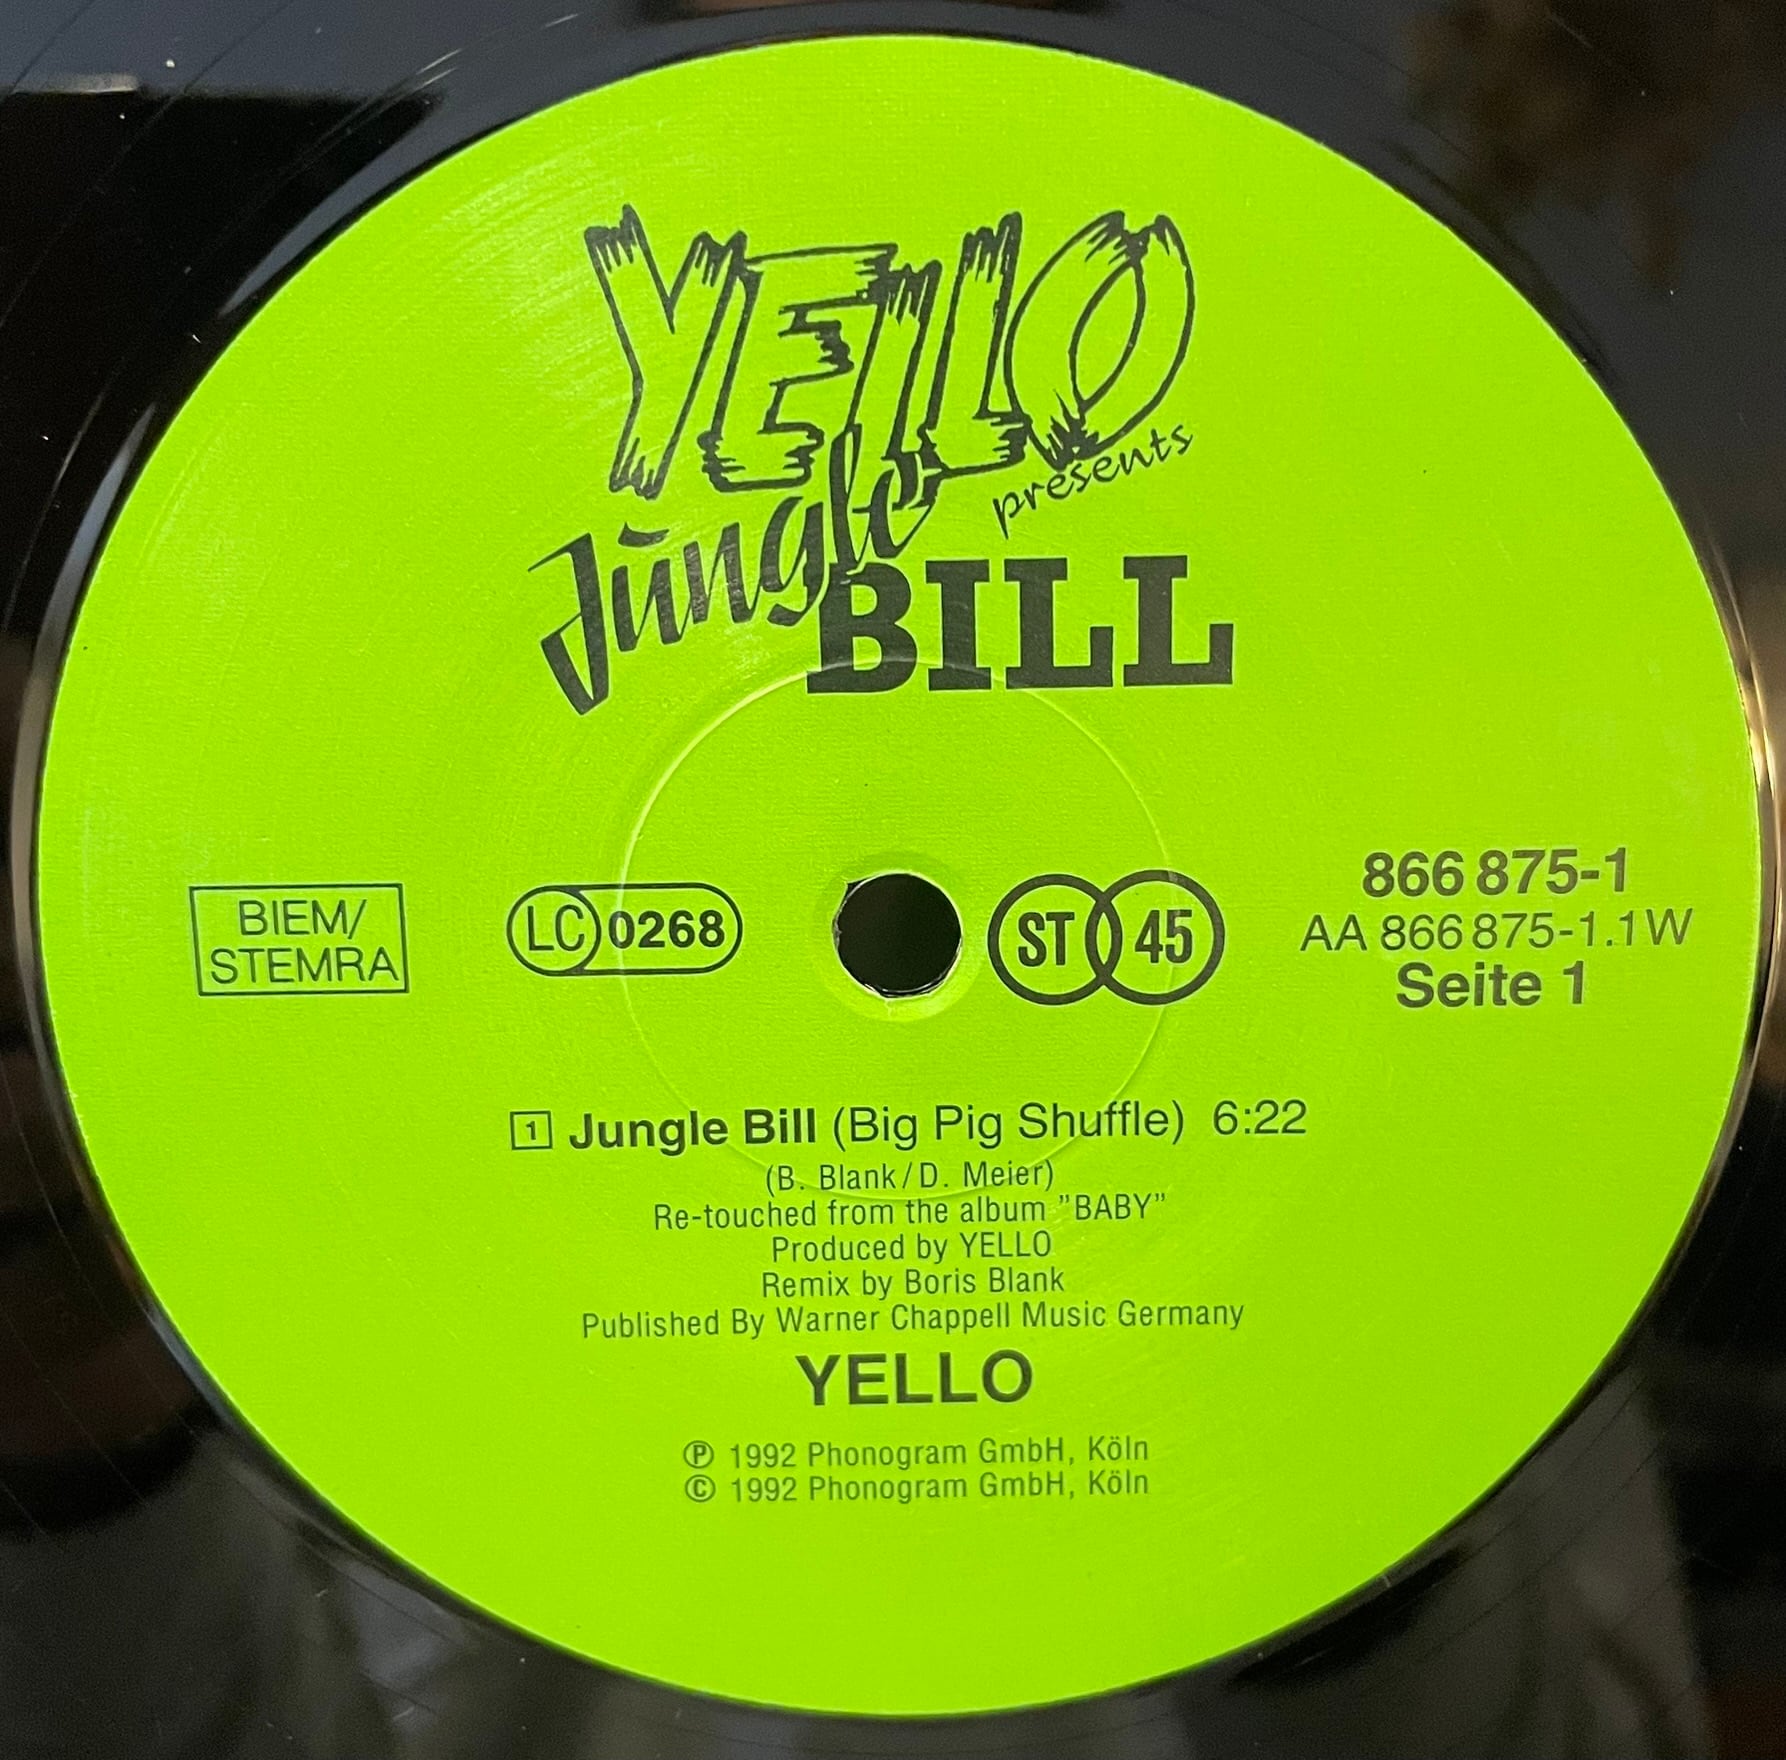 YELLO
presents
Jungle
BILL
BIEM/
STEMRA
LC 0268
ST 45
866 875-1
AA 866 875-1.1W
Seite 1
1 Jungle Bill (Big Pig Shuffle) 6:22
(B. Blank/D. Meier)
Re-touched from the album "BABY"
Produced by YELLO
Remix by Boris Blank
Published By Warner Chappell Music Germany
YELLO
℗ 1992 Phonogram GmbH, Köln
© 1992 Phonogram GmbH, Köln